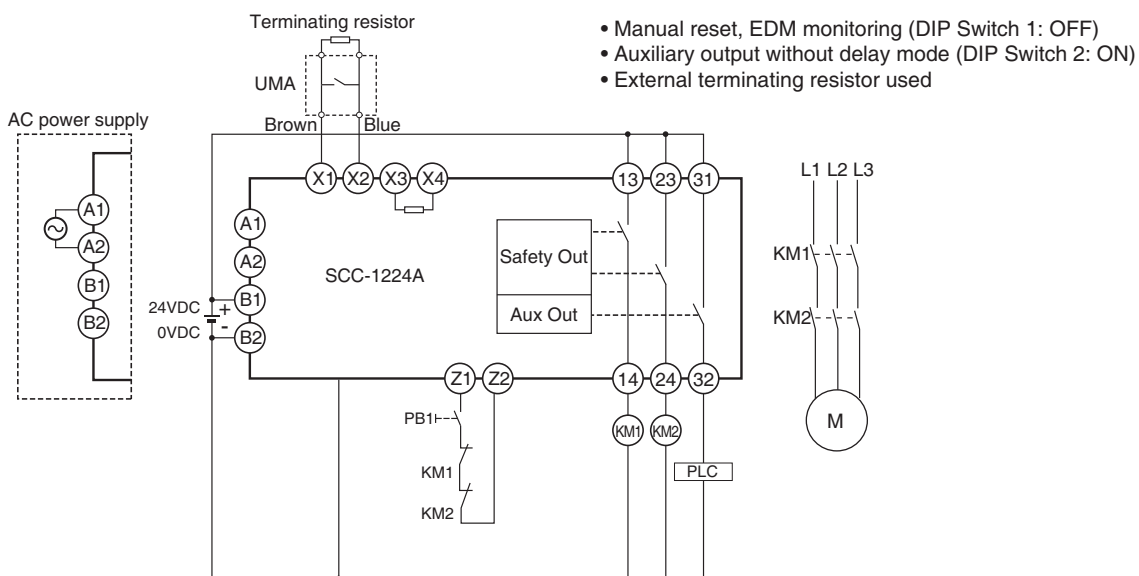 Terminating resistor
• Manual reset, EDM monitoring (DIP Switch 1: OFF)
• Auxiliary output without delay mode (DIP Switch 2: ON)
• External terminating resistor used
UMA
AC power supply
Brown
Blue
X1 X2 X3 X4
13 23 31
L1 L2 L3
A1
A2
B1
B2
A1
A2
B1
B2
SCC-1224A
Safety Out
Aux Out
KM1
KM2
24VDC
+
0VDC
-
Z1 Z2
14 24 32
PB1
KM1
KM2
KM1 KM2
PLC
M